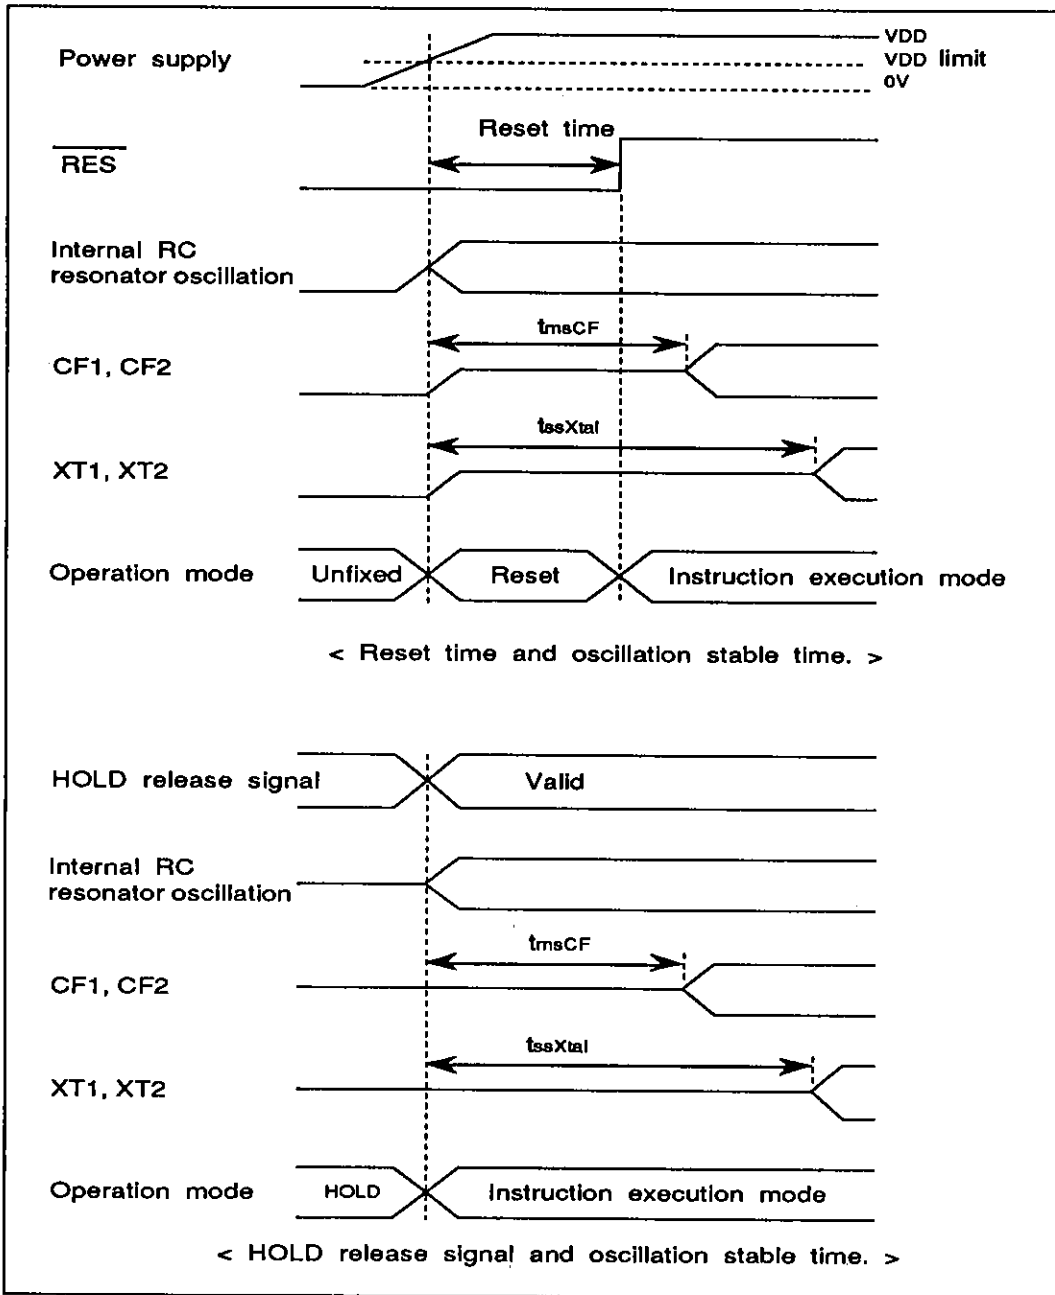 Power supply
VDD
VDD limit
0V
Reset time
RES
Internal RC
resonator oscillation
tmsCF
CF1, CF2
tssXtal
XT1, XT2
Operation mode
Unfixed
Reset
Instruction execution mode
< Reset time and oscillation stable time. >
HOLD release signal
Valid
Internal RC
resonator oscillation
tmsCF
CF1, CF2
tssXtal
XT1, XT2
Operation mode
HOLD
Instruction execution mode
< HOLD release signal and oscillation stable time. >